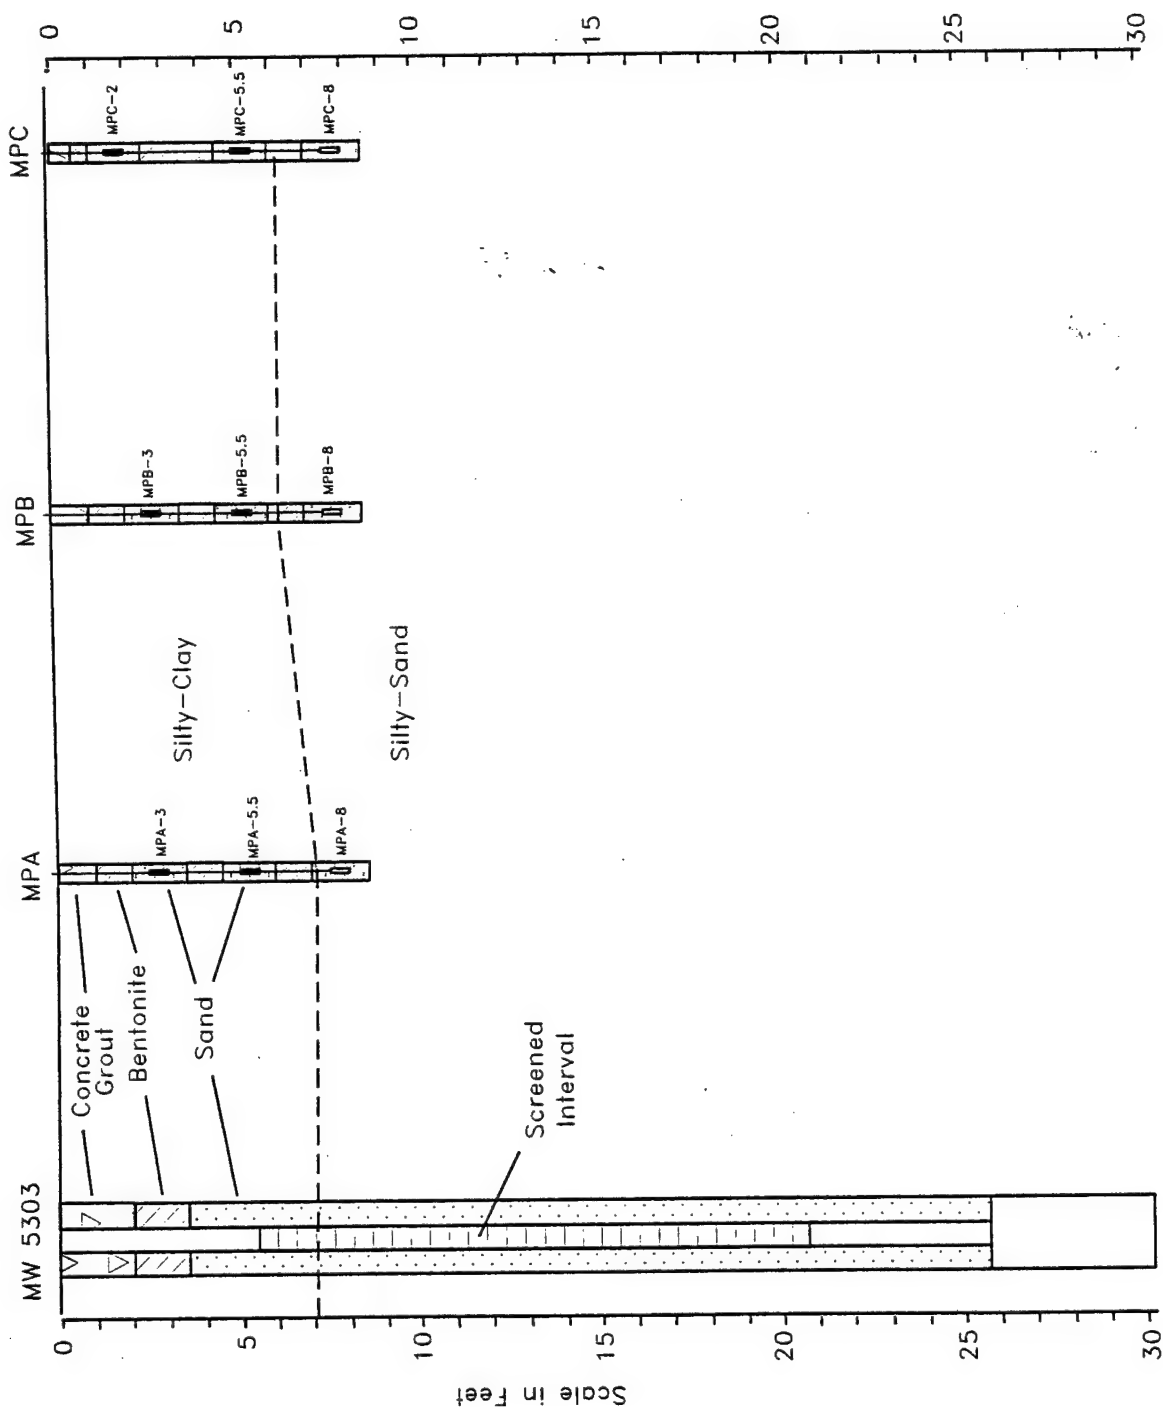 MW 5303
MPA
MPB
MPC
0
5
10
15
20
25
30
Scale in Feet
Concrete
Grout
Bentonite
Sand
Screened
Interval
MPA-3
MPA-5.5
MPA-8
Silty-Clay
Silty-Sand
MPB-3
MPB-5.5
MPB-8
MPC-2
MPC-5.5
MPC-8
0
5
10
15
20
25
30